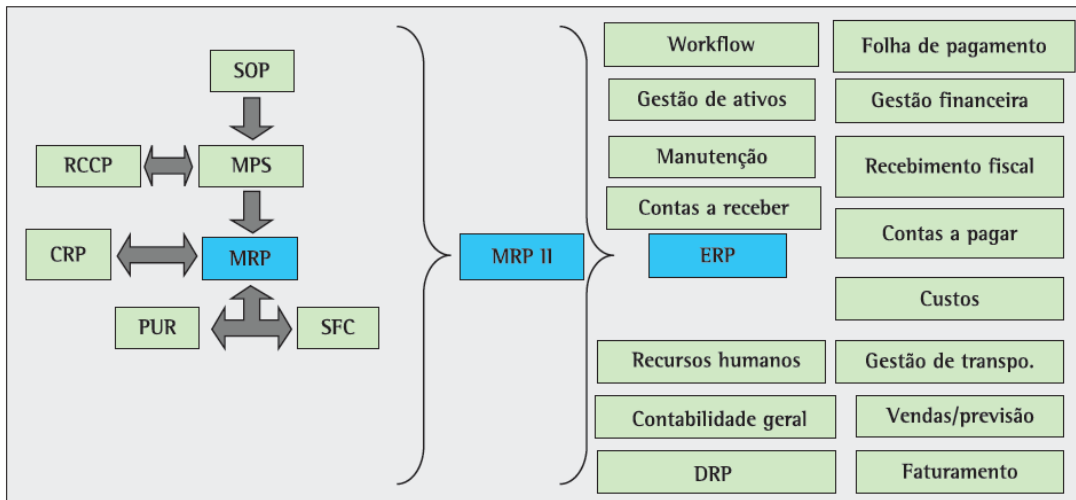 SOP
RCCP
MPS
CRP
MRP
PUR
SFC
MRP II
Workflow
Folha de pagamento
Gestão de ativos
Gestão financeira
Manutenção
Recebimento fiscal
Contas a receber
Contas a pagar
ERP
Custos
Recursos humanos
Gestão de transpo.
Contabilidade geral
Vendas/previsão
DRP
Faturamento